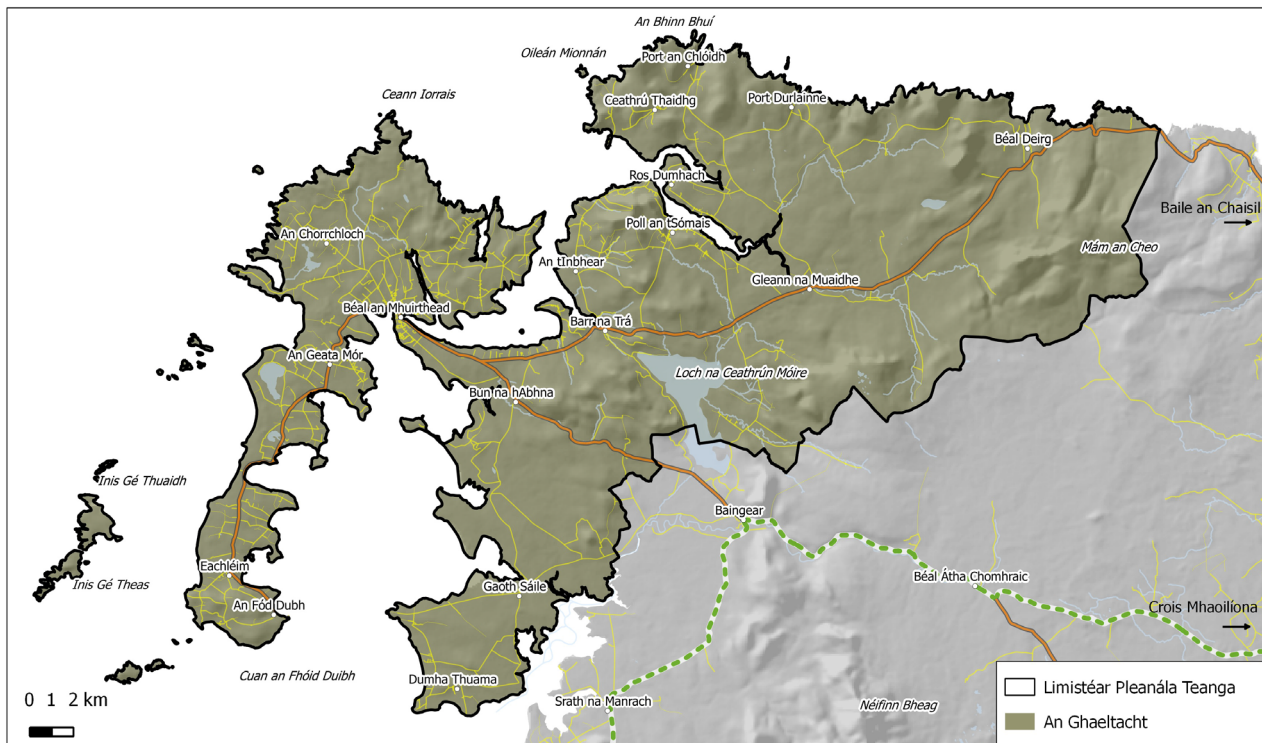 An Bhinn Bhuí
Oileán Mionnán
Port an Chlóidh
Ceann Iorrais
Ceathrú Thaidhg
Port Durlainne
Béal Deirg
Ros Dumhach
Baile an Chaisil
Poll an tSómais
An Chorrchloch
Mám an Cheo
An tInbhear
Gleann na Muaidhe
Béal an Mhuirthead
Barr na Trá
An Geata Mór
Loch na Ceathrún Móire
Bun na hAbhna
Inis Gé Thuaidh
Baingear
Eachléim
Inis Gé Theas
Gaoth Sáile
Béal Átha Chomhraic
An Fód Dubh
Crois Mhaoilíona
Cuan an Fhóid Duibh
Dumha Thuama
Srath na Manrach
Néifinn Bheag
0 1 2 km
Limistéar Pleanála Teanga
An Ghaeltacht